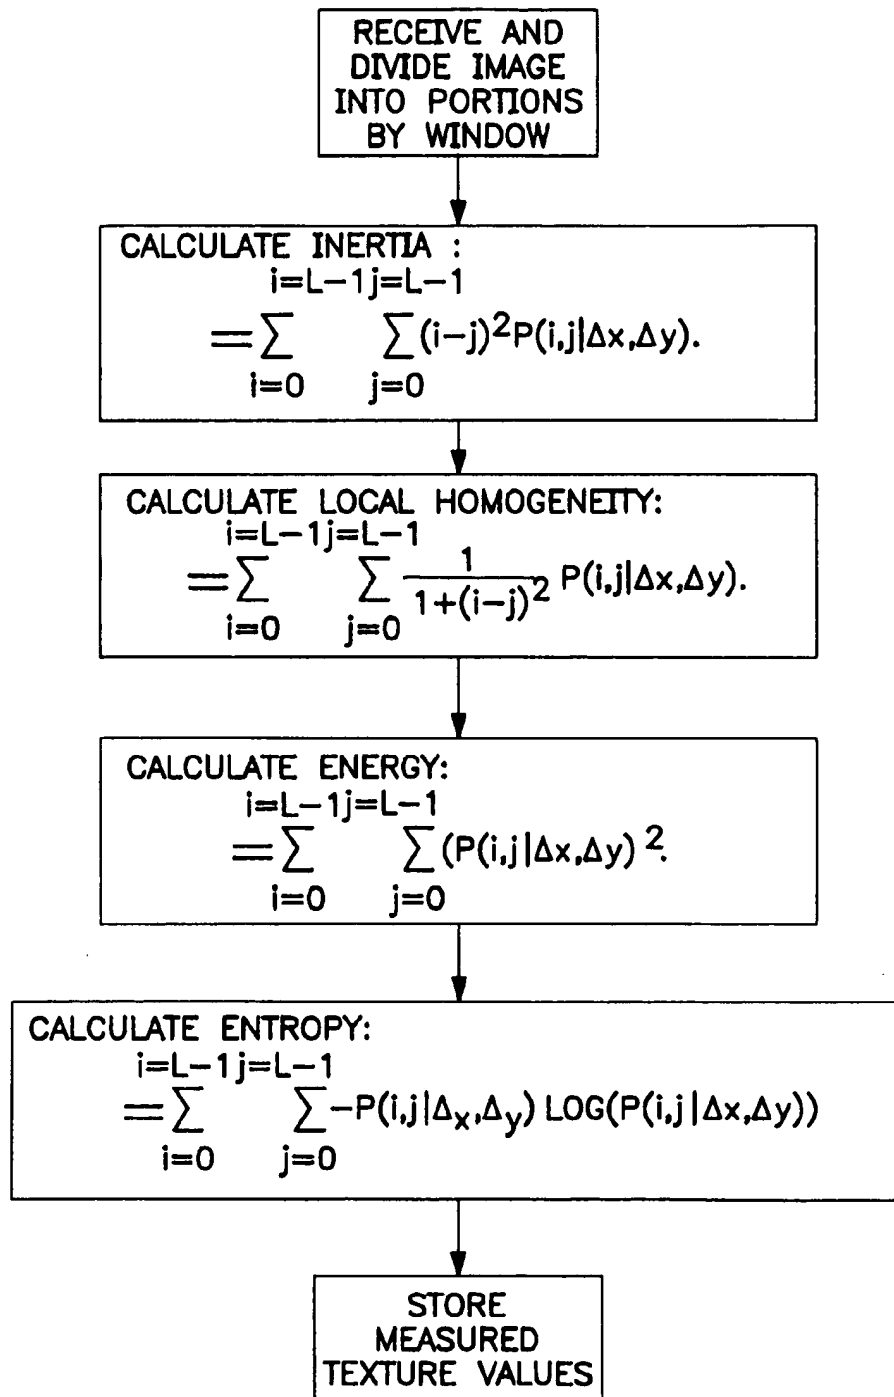 RECEIVE AND
DIVIDE IMAGE
INTO PORTIONS
BY WINDOW
CALCULATE INERTIA :
i=L-1 j=L-1
=∑ ∑(i-j)²P(i,j|Δx,Δy).
i=0 j=0
CALCULATE LOCAL HOMOGENEITY:
i=L-1 j=L-1
=∑ ∑ 1/1+(i-j)² P(i,j|Δx,Δy).
i=0 j=0
CALCULATE ENERGY:
i=L-1 j=L-1
=∑ ∑(P(i,j|Δx,Δy) ².
i=0 j=0
CALCULATE ENTROPY:
i=L-1 j=L-1
=∑ ∑-P(i,j|Δx,Δy) LOG(P(i,j|Δx,Δy))
i=0 j=0
STORE
MEASURED
TEXTURE VALUES